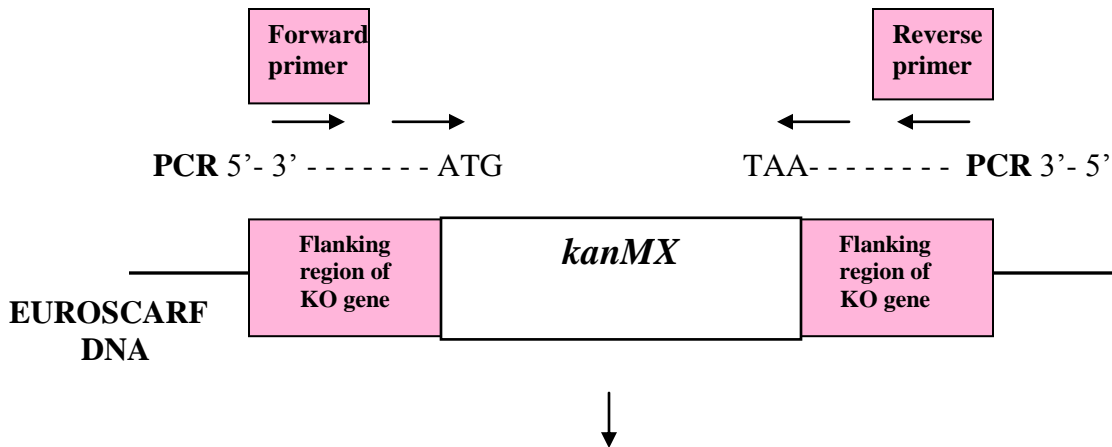 Forward
primer
Reverse
primer
PCR 5’- 3’ - - - - - - - ATG
TAA- - - - - - - - PCR 3’- 5’
Flanking
region of
KO gene
kanMX
Flanking
region of
KO gene
EUROSCARF
DNA